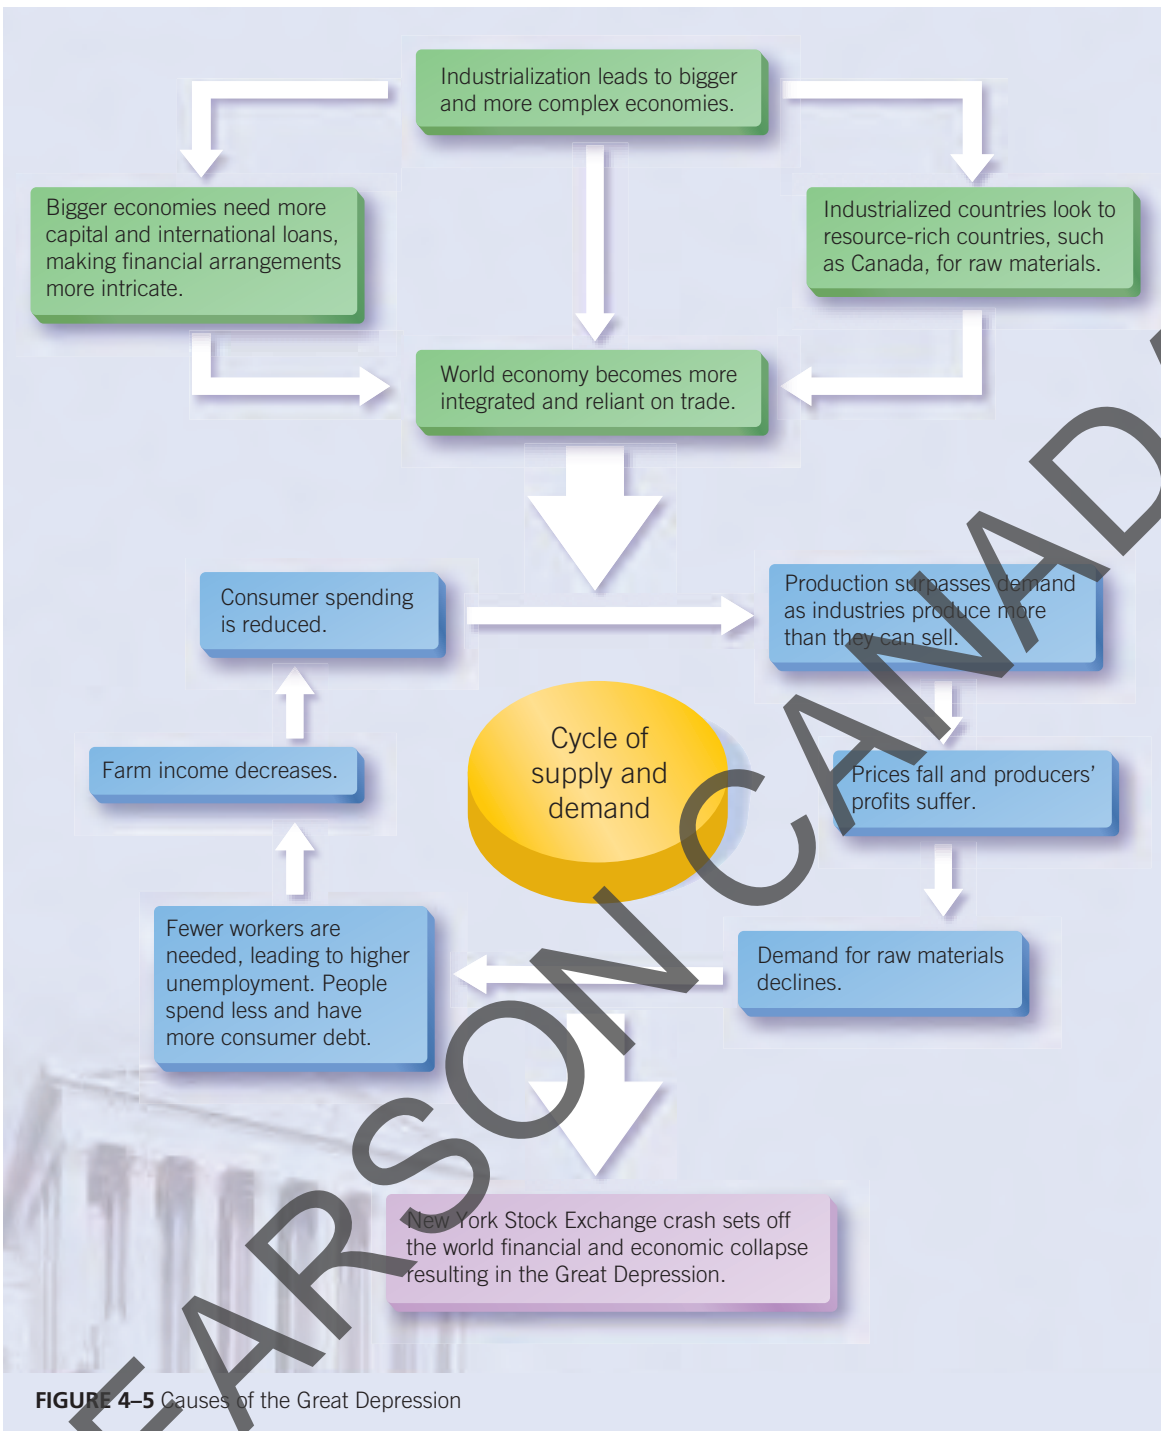 Industrialization leads to bigger
and more complex economies.
Bigger economies need more
capital and international loans,
making financial arrangements
more intricate.
Industrialized countries look to
resource-rich countries, such
as Canada, for raw materials.
World economy becomes more
integrated and reliant on trade.
Consumer spending
is reduced.
Production surpasses demand
as industries produce more
than they can sell.
Farm income decreases.
Cycle of
supply and
demand
Prices fall and producers'
profits suffer.
Fewer workers are
needed, leading to higher
unemployment. People
spend less and have
more consumer debt.
Demand for raw materials
declines.
New York Stock Exchange crash sets off
the world financial and economic collapse
resulting in the Great Depression.
FIGURE 4–5 Causes of the Great Depression
EARSON CANADA